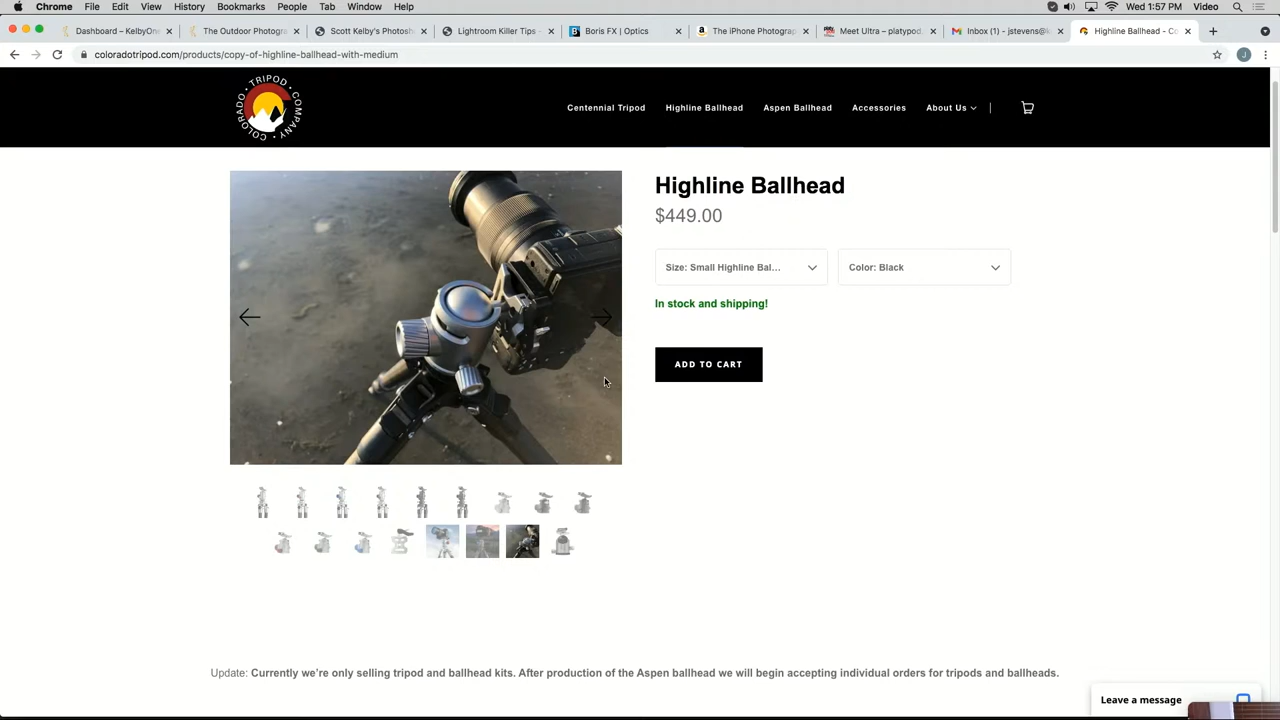 Chrome File Edit View History Bookmarks People Tab Window Help Wed 1:57 PM Video
Dashboard – KelbyOne The Outdoor Photogra Scott Kelby's Photosh Lightroom Killer Tips - Boris FX | Optics The iPhone Photograp Meet Ultra – platypod. Inbox (1) - jstevens@k Highline Ballhead - Co
coloradotripod.com/products/copy-of-highline-ballhead-with-medium J
COLORADO • TRIPOD • COMPANY •
Centennial Tripod Highline Ballhead Aspen Ballhead Accessories About Us
Highline Ballhead
$449.00
Size: Small Highline Bal... Color: Black
In stock and shipping!
ADD TO CART
Update: Currently we're only selling tripod and ballhead kits. After production of the Aspen ballhead we will begin accepting individual orders for tripods and ballheads.
Leave a message